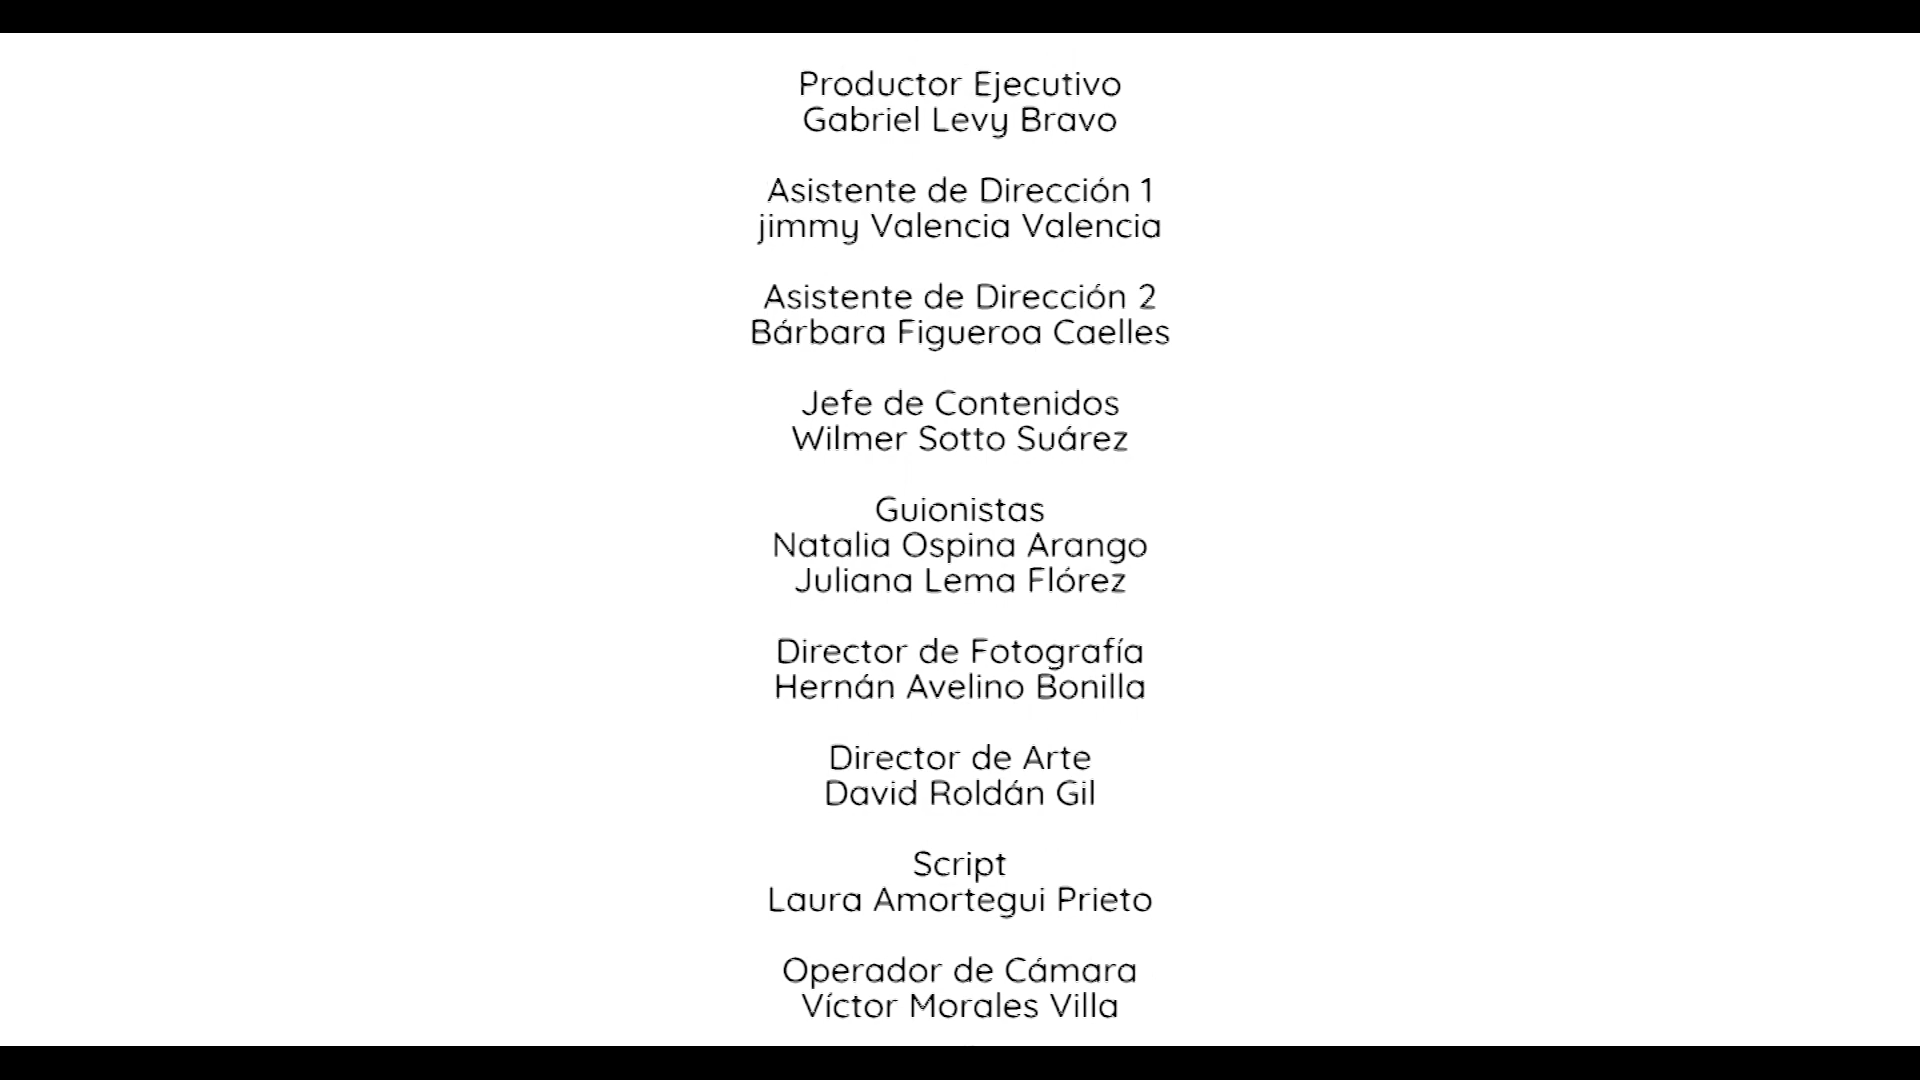 Productor Ejecutivo
Gabriel Levy Bravo
Asistente de Dirección 1
jimmy Valencia Valencia
Asistente de Dirección 2
Bárbara Figueroa Caelles
Jefe de Contenidos
Wilmer Sotto Suárez
Guionistas
Natalia Ospina Arango
Juliana Lema Flórez
Director de Fotografía
Hernán Avelino Bonilla
Director de Arte
David Roldán Gil
Script
Laura Amortegui Prieto
Operador de Cámara
Víctor Morales Villa